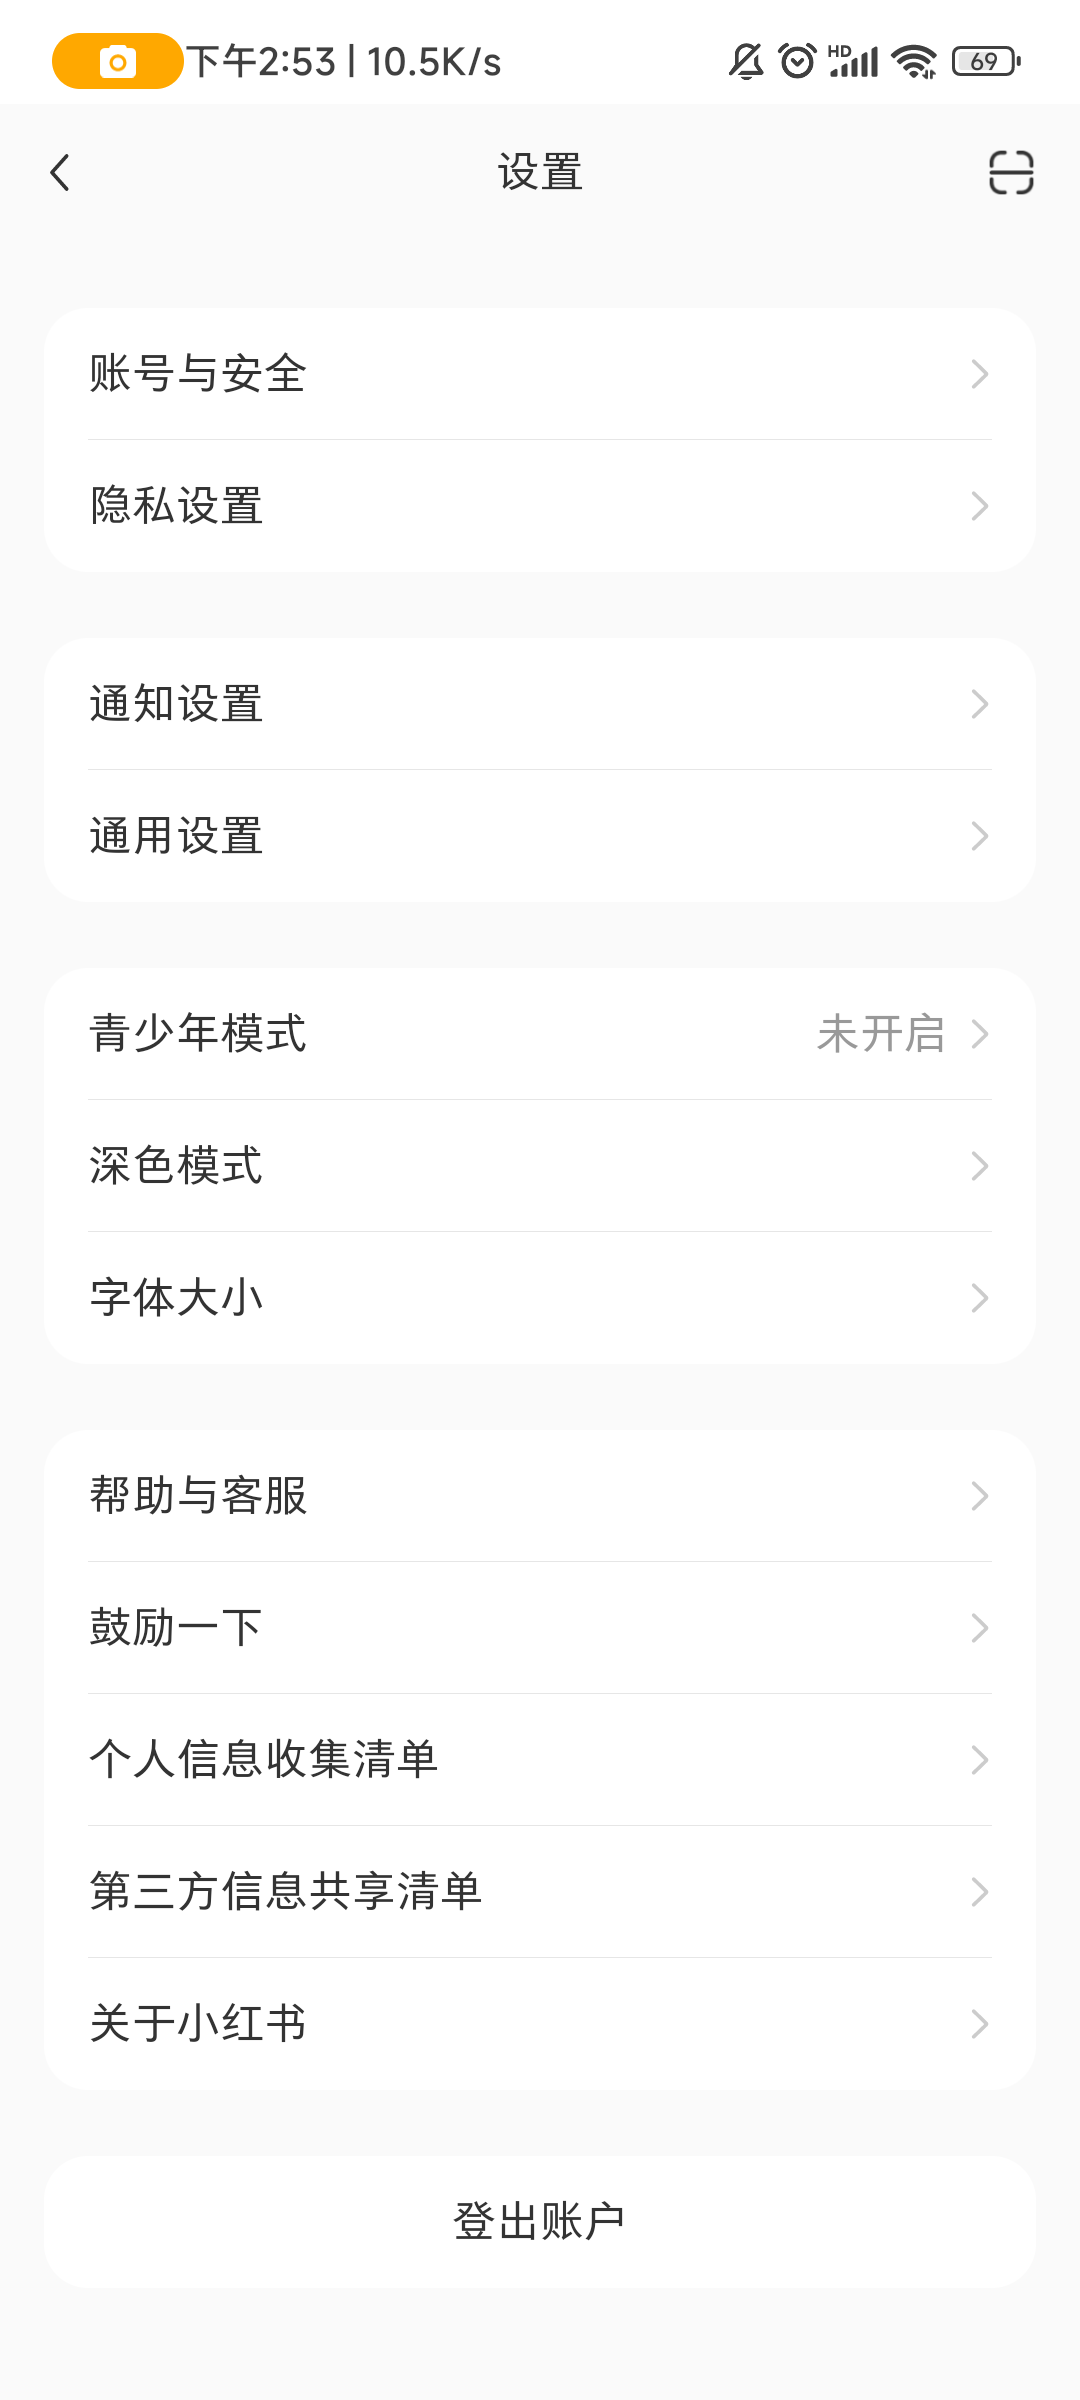 下午2:53 | 10.5K/s HD 69
设置
账号与安全
隐私设置
通知设置
通用设置
青少年模式 未开启
深色模式
字体大小
帮助与客服
鼓励一下
个人信息收集清单
第三方信息共享清单
关于小红书
登出账户